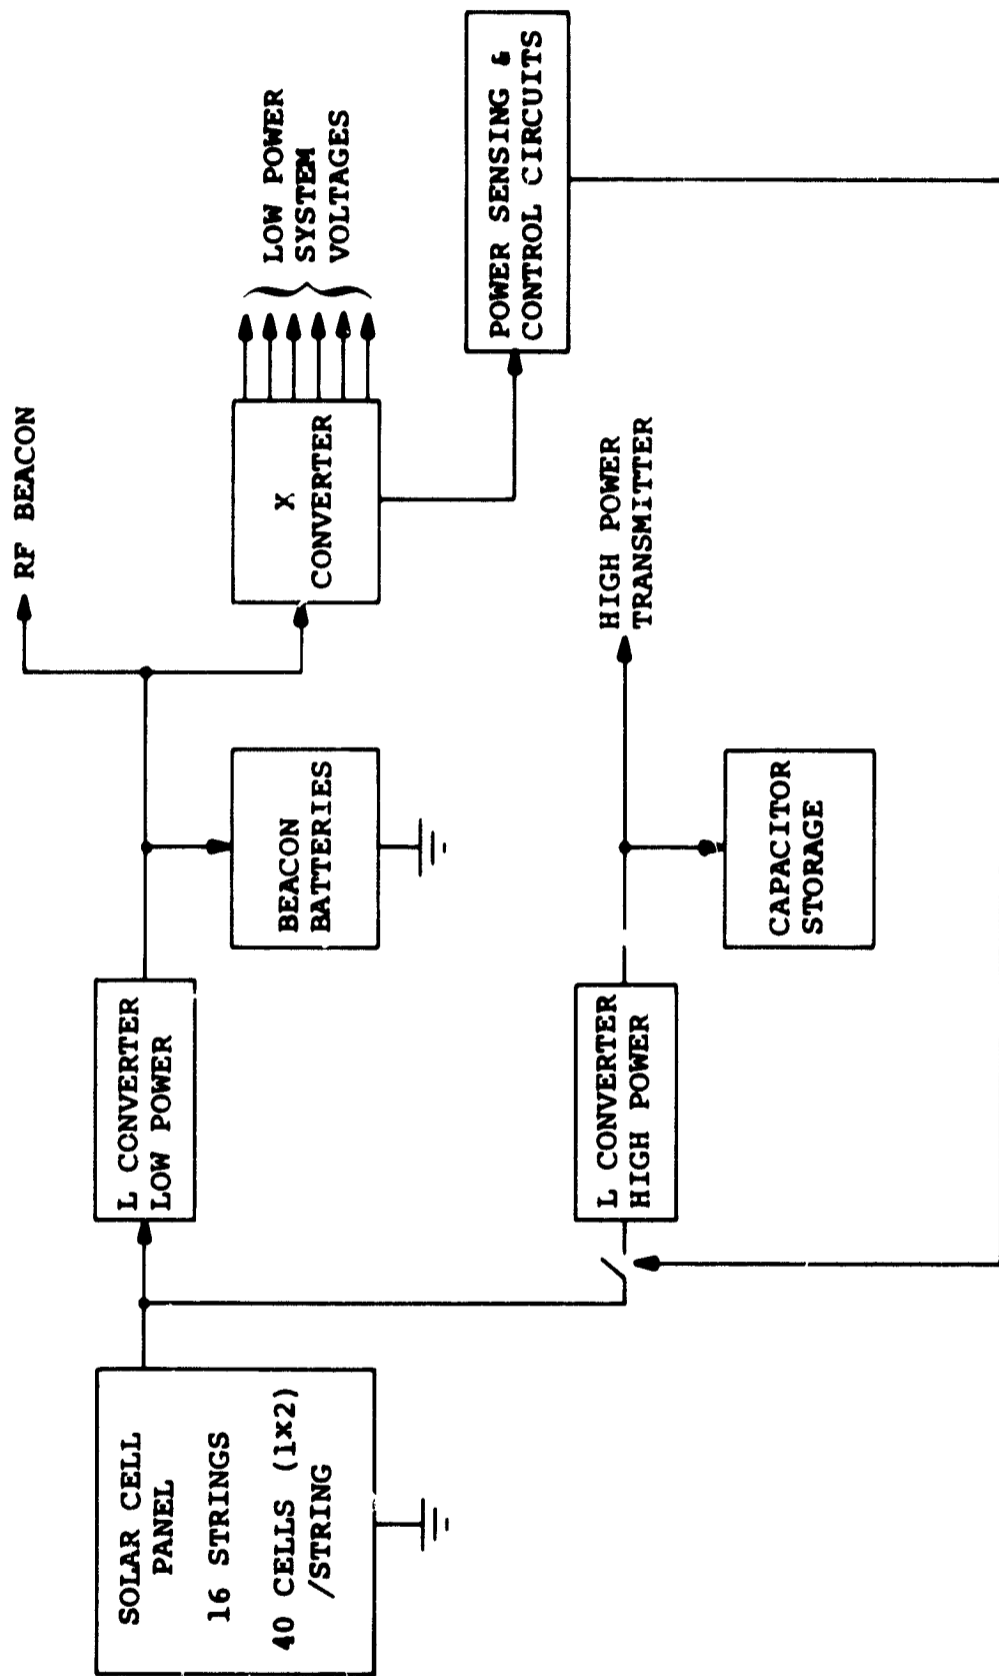 SOLAR CELL
PANEL
16 STRINGS
40 CELLS (1X2)
/STRING
L CONVERTER
LOW POWER
BEACON
BATTERIES
RF BEACON
X
CONVERTER
LOW POWER
SYSTEM
VOLTAGES
L CONVERTER
HIGH POWER
CAPACITOR
STORAGE
HIGH POWER
TRANSMITTER
POWER SENSING &
CONTROL CIRCUITS